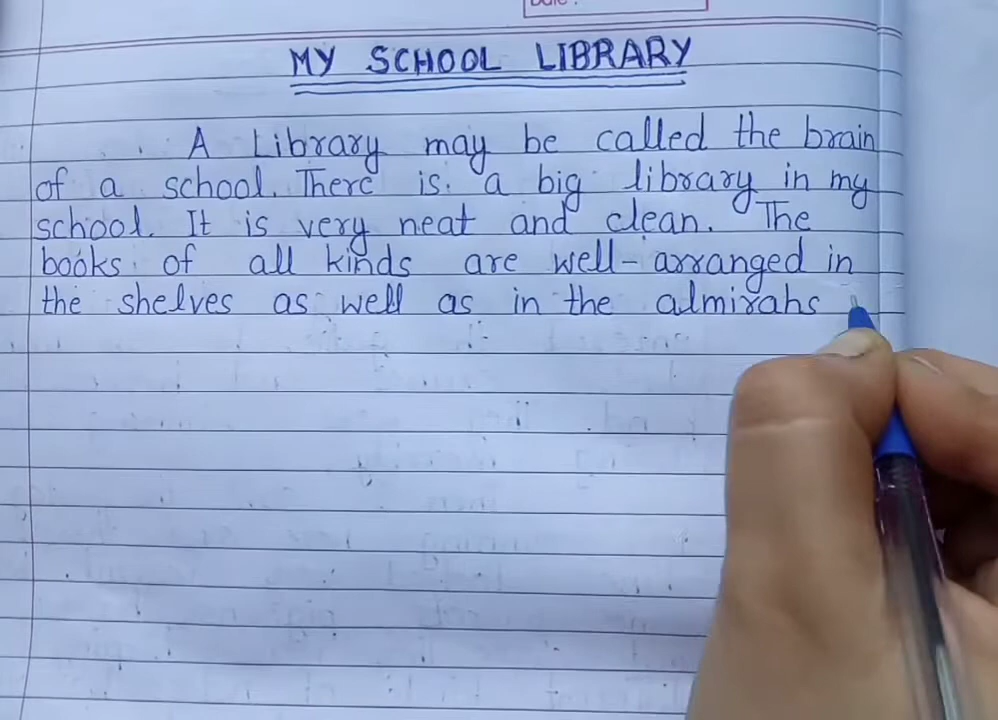 Date :
MY SCHOOL LIBRARY
A Library may be called the brain
of a school. There is a big library in my
school. It is very neat and clean. The
books of all kinds are well-arranged in
the shelves as well as in the almirahs